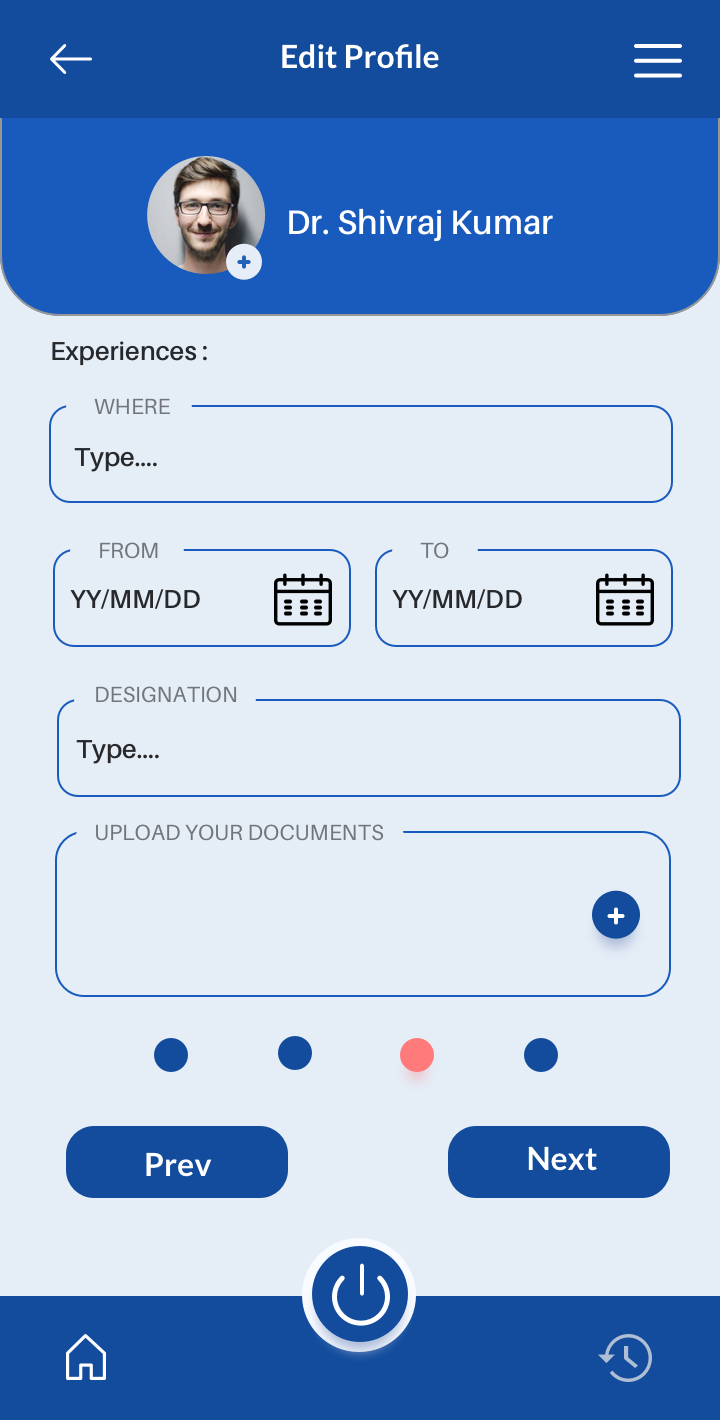 Edit Profile
Dr. Shivraj Kumar
Experiences :
WHERE
Type....
FROM
TO
YY/MM/DD
YY/MM/DD
DESIGNATION
Type....
UPLOAD YOUR DOCUMENTS
Prev
Next